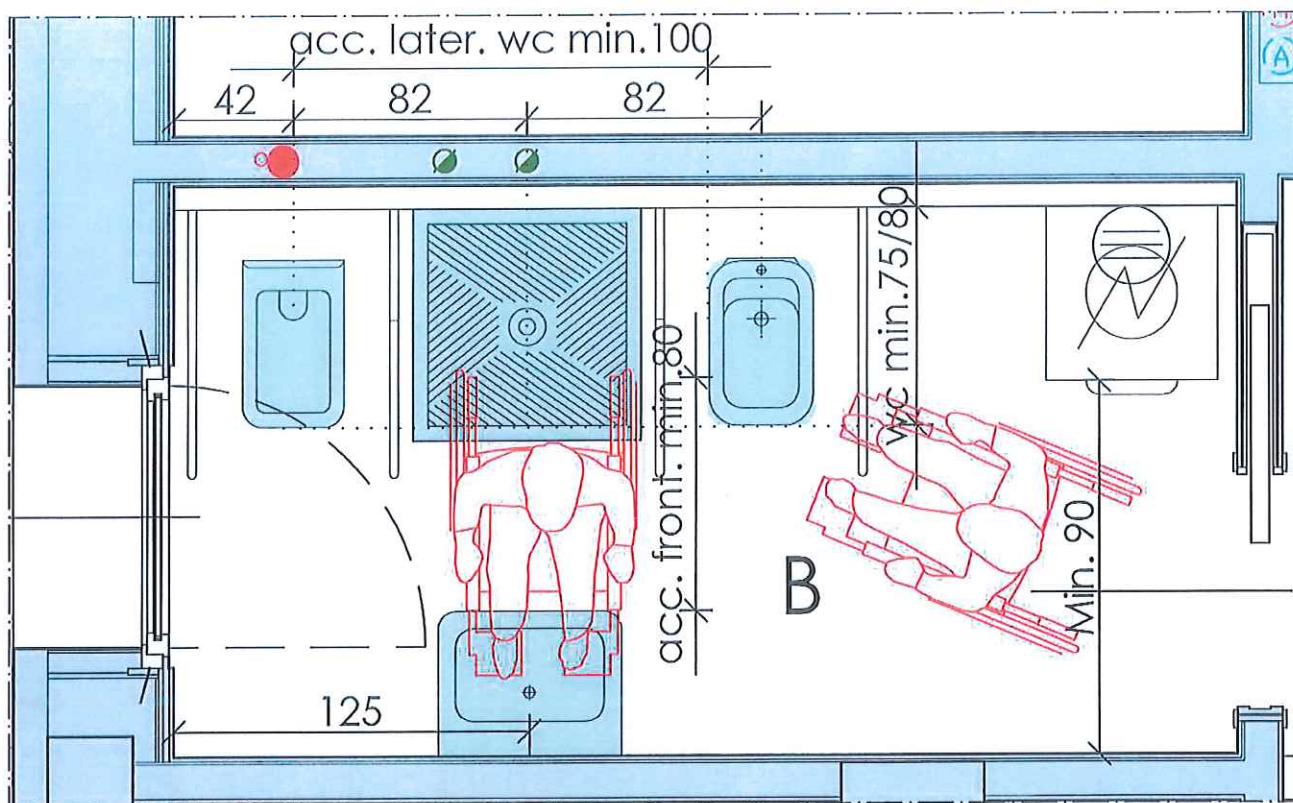 acc. later. wc min.100
42
82
82
A
wc min.75/80
acc. front. min.80
B
Min. 90
125